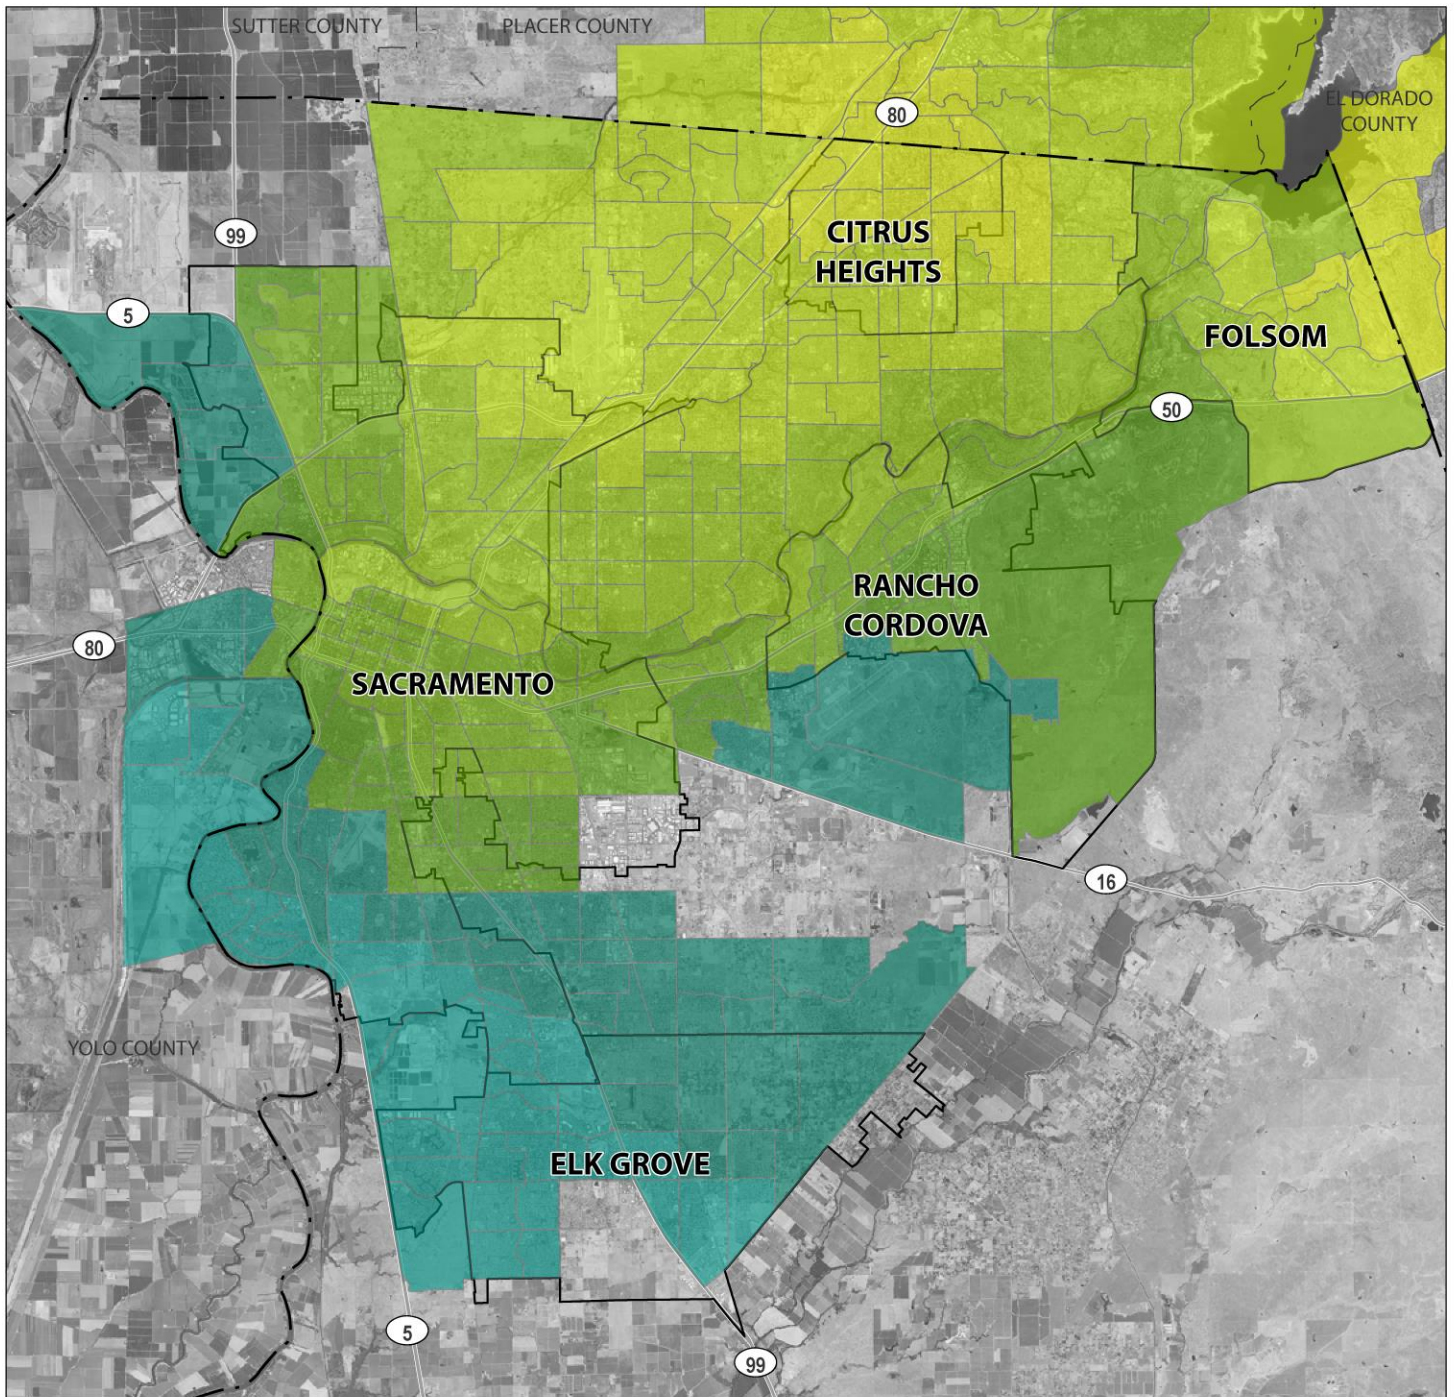 SUTTER COUNTY
PLACER COUNTY
80
EL DORADO
COUNTY
99
CITRUS
HEIGHTS
5
FOLSOM
50
RANCHO
CORDOVA
80
SACRAMENTO
16
YOLO COUNTY
ELK GROVE
5
99